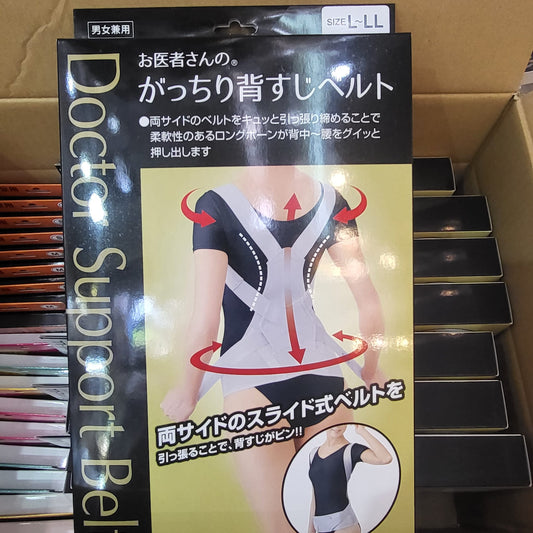 男女兼用
SIZE L~LL
お医者さんの®
がっちり背すじベルト
●両サイドのベルトをキュッと引っ張り締めることで
柔軟性のあるロングボーンが背中~腰をグイッと
押し出します
Doctor Support Belt
両サイドのスライド式ベルトを
引っ張ることで、背すじがピン!!